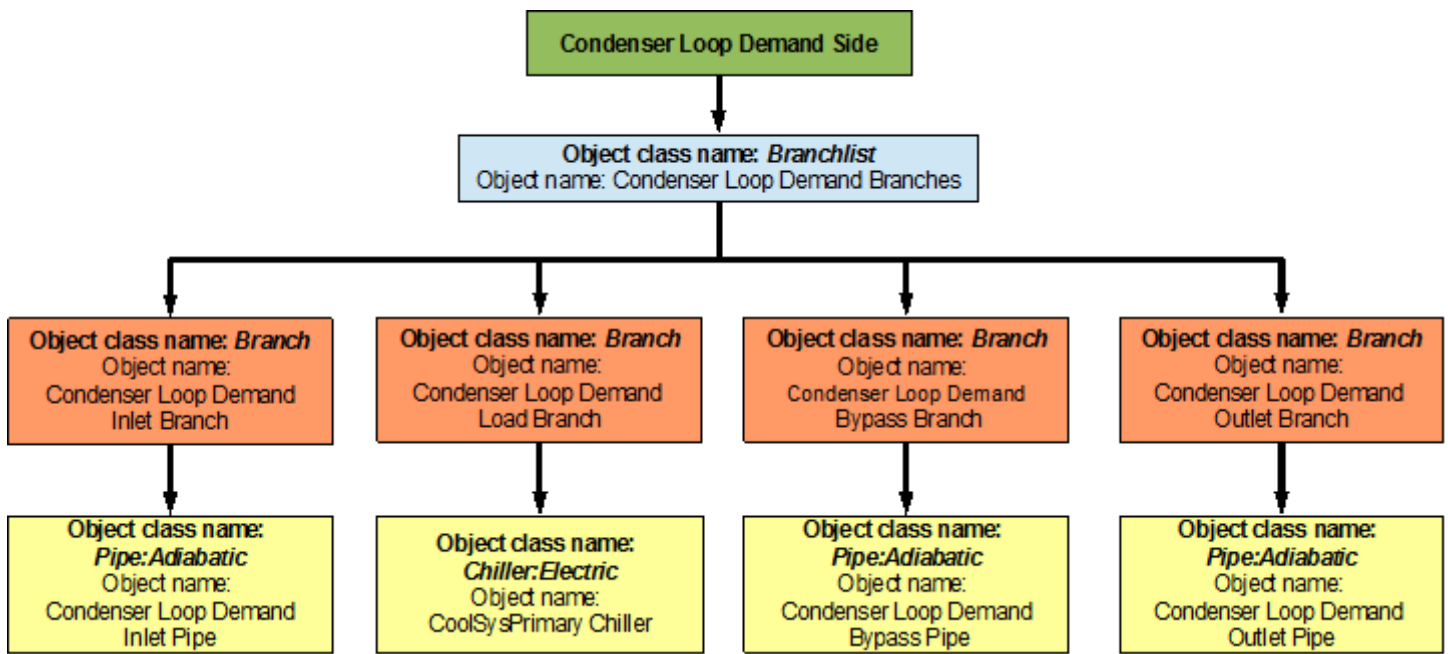 Condenser Loop Demand Side
Object class name: Branchlist
Object name: Condenser Loop Demand Branches
Object class name: Branch
Object name:
Condenser Loop Demand
Inlet Branch
Object class name: Branch
Object name:
Condenser Loop Demand
Load Branch
Object class name: Branch
Object name:
Condenser Loop Demand
Bypass Branch
Object class name: Branch
Object name:
Condenser Loop Demand
Outlet Branch
Object class name:
Pipe:Adiabatic
Object name:
Condenser Loop Demand
Inlet Pipe
Object class name:
Chiller:Electric
Object name:
CoolSysPrimary Chiller
Object class name:
Pipe:Adiabatic
Object name:
Condenser Loop Demand
Bypass Pipe
Object class name:
Pipe:Adiabatic
Object name:
Condenser Loop Demand
Outlet Pipe